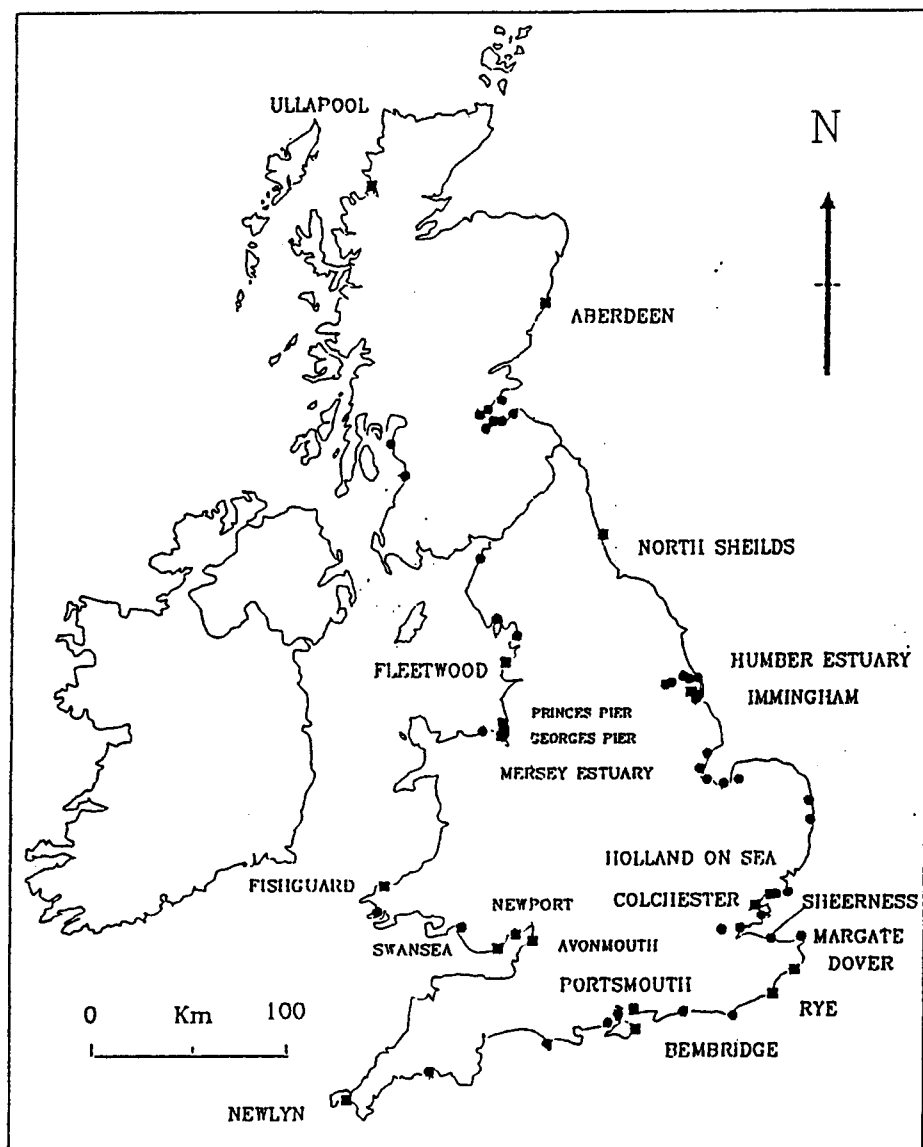 ULLAPOOL
N
ABERDEEN
NORTH SHEILDS
HUMBER ESTUARY
FLEETWOOD
IMMINGHAM
PRINCES PIER
GEORGES PIER
MERSEY ESTUARY
HOLLAND ON SEA
FISHGUARD
COLCHESTER
SHEERNESS
NEWPORT
SWANSEA
AVONMOUTH
MARGATE
DOVER
PORTSMOUTH
RYE
0 Km 100
BEMBRIDGE
NEWLYN